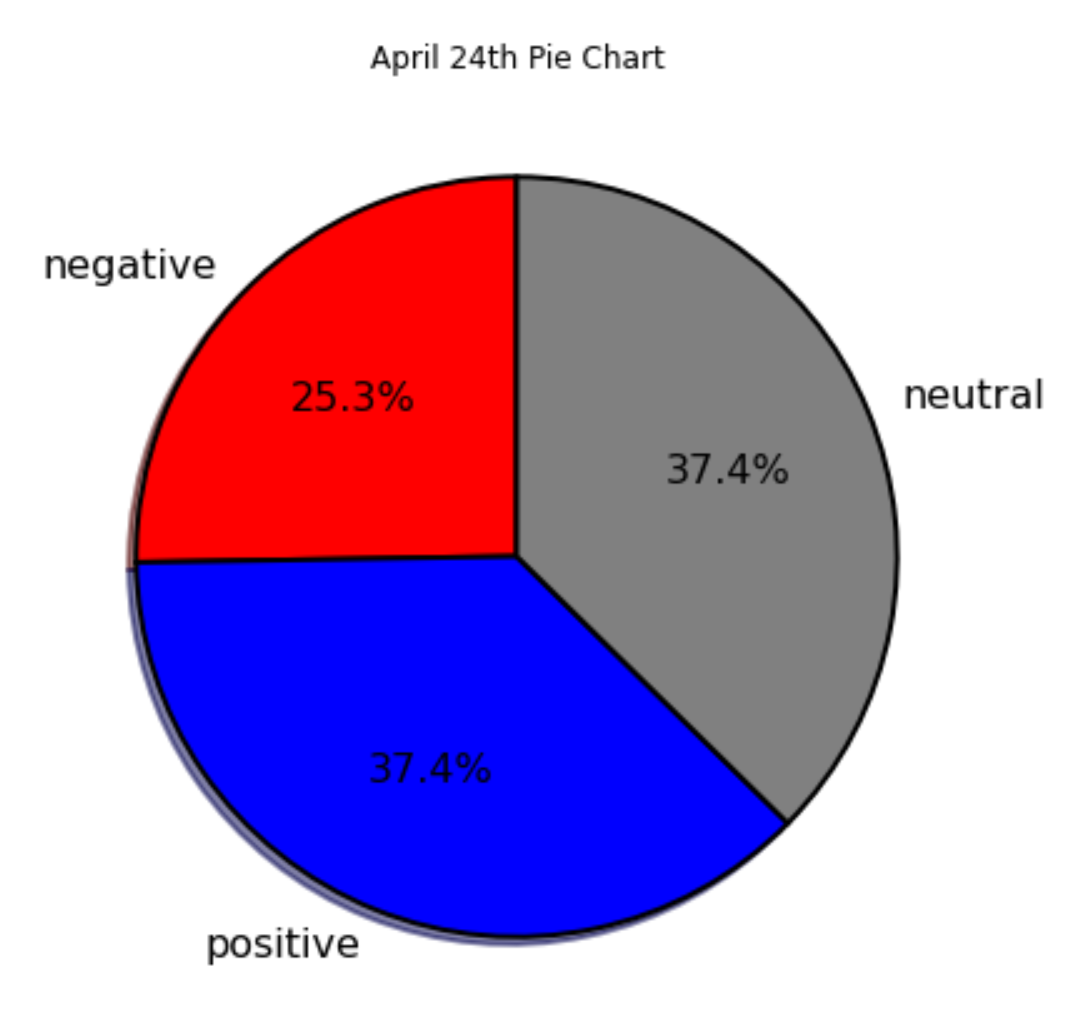 April 24th Pie Chart
negative
25.3%
neutral
37.4%
37.4%
positive